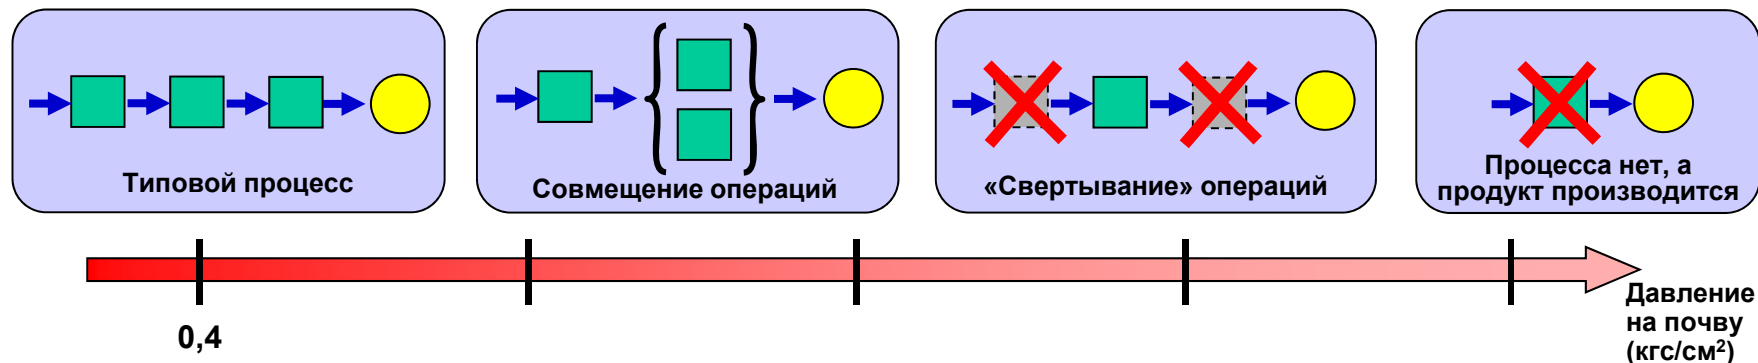 Типовой процесс
Совмещение операций
«Свертывание» операций
Процесса нет, а
продукт производится
0,4
Давление
на почву
(кгс/см²)